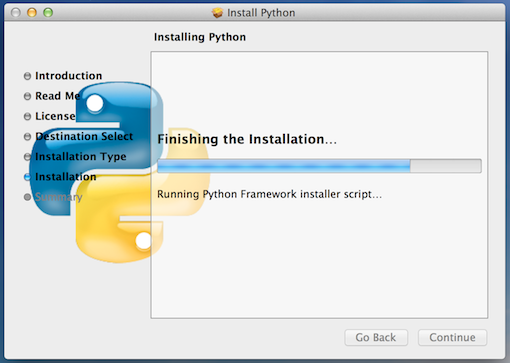 Install Python
Installing Python
Introduction
Read Me
License
Destination Select
Installation Type
Installation
Summary
Finishing the Installation...
Running Python Framework installer script...
Go Back
Continue